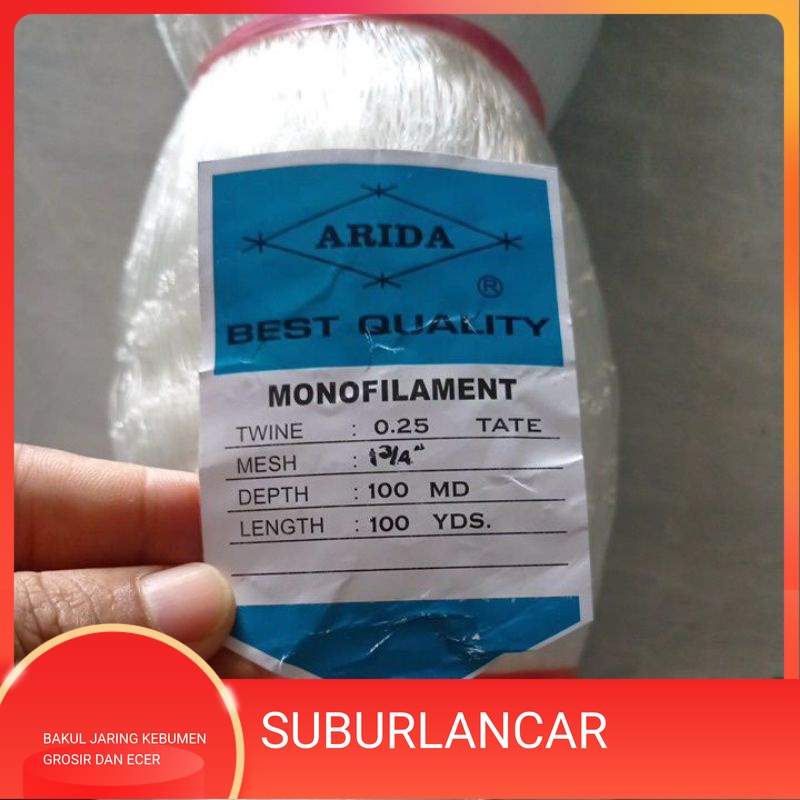 ARIDA
®
BEST QUALITY
MONOFILAMENT
TWINE : 0.25 TATE
MESH : 1 3/4"
DEPTH : 100 MD
LENGTH : 100 YDS.
BAKUL JARING KEBUMEN
GROSIR DAN ECER
SUBURLANCAR